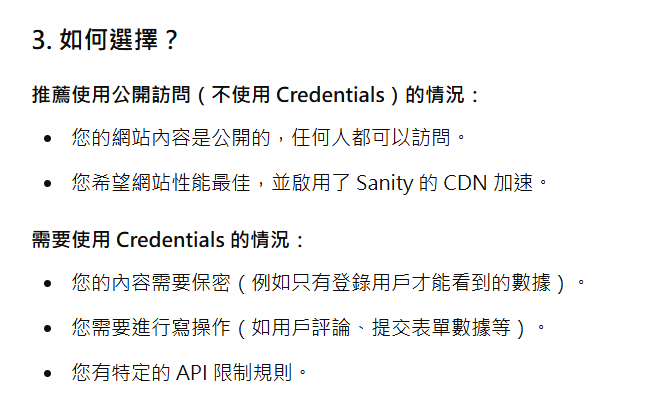 3. 如何選擇？
推薦使用公開訪問（不使用 Credentials）的情況：
• 您的網站內容是公開的，任何人都可以訪問。
• 您希望網站性能最佳，並啟用了 Sanity 的 CDN 加速。
需要使用 Credentials 的情況：
• 您的內容需要保密（例如只有登錄用戶才能看到的數據）。
• 您需要進行寫操作（如用戶評論、提交表單數據等）。
• 您有特定的 API 限制規則。